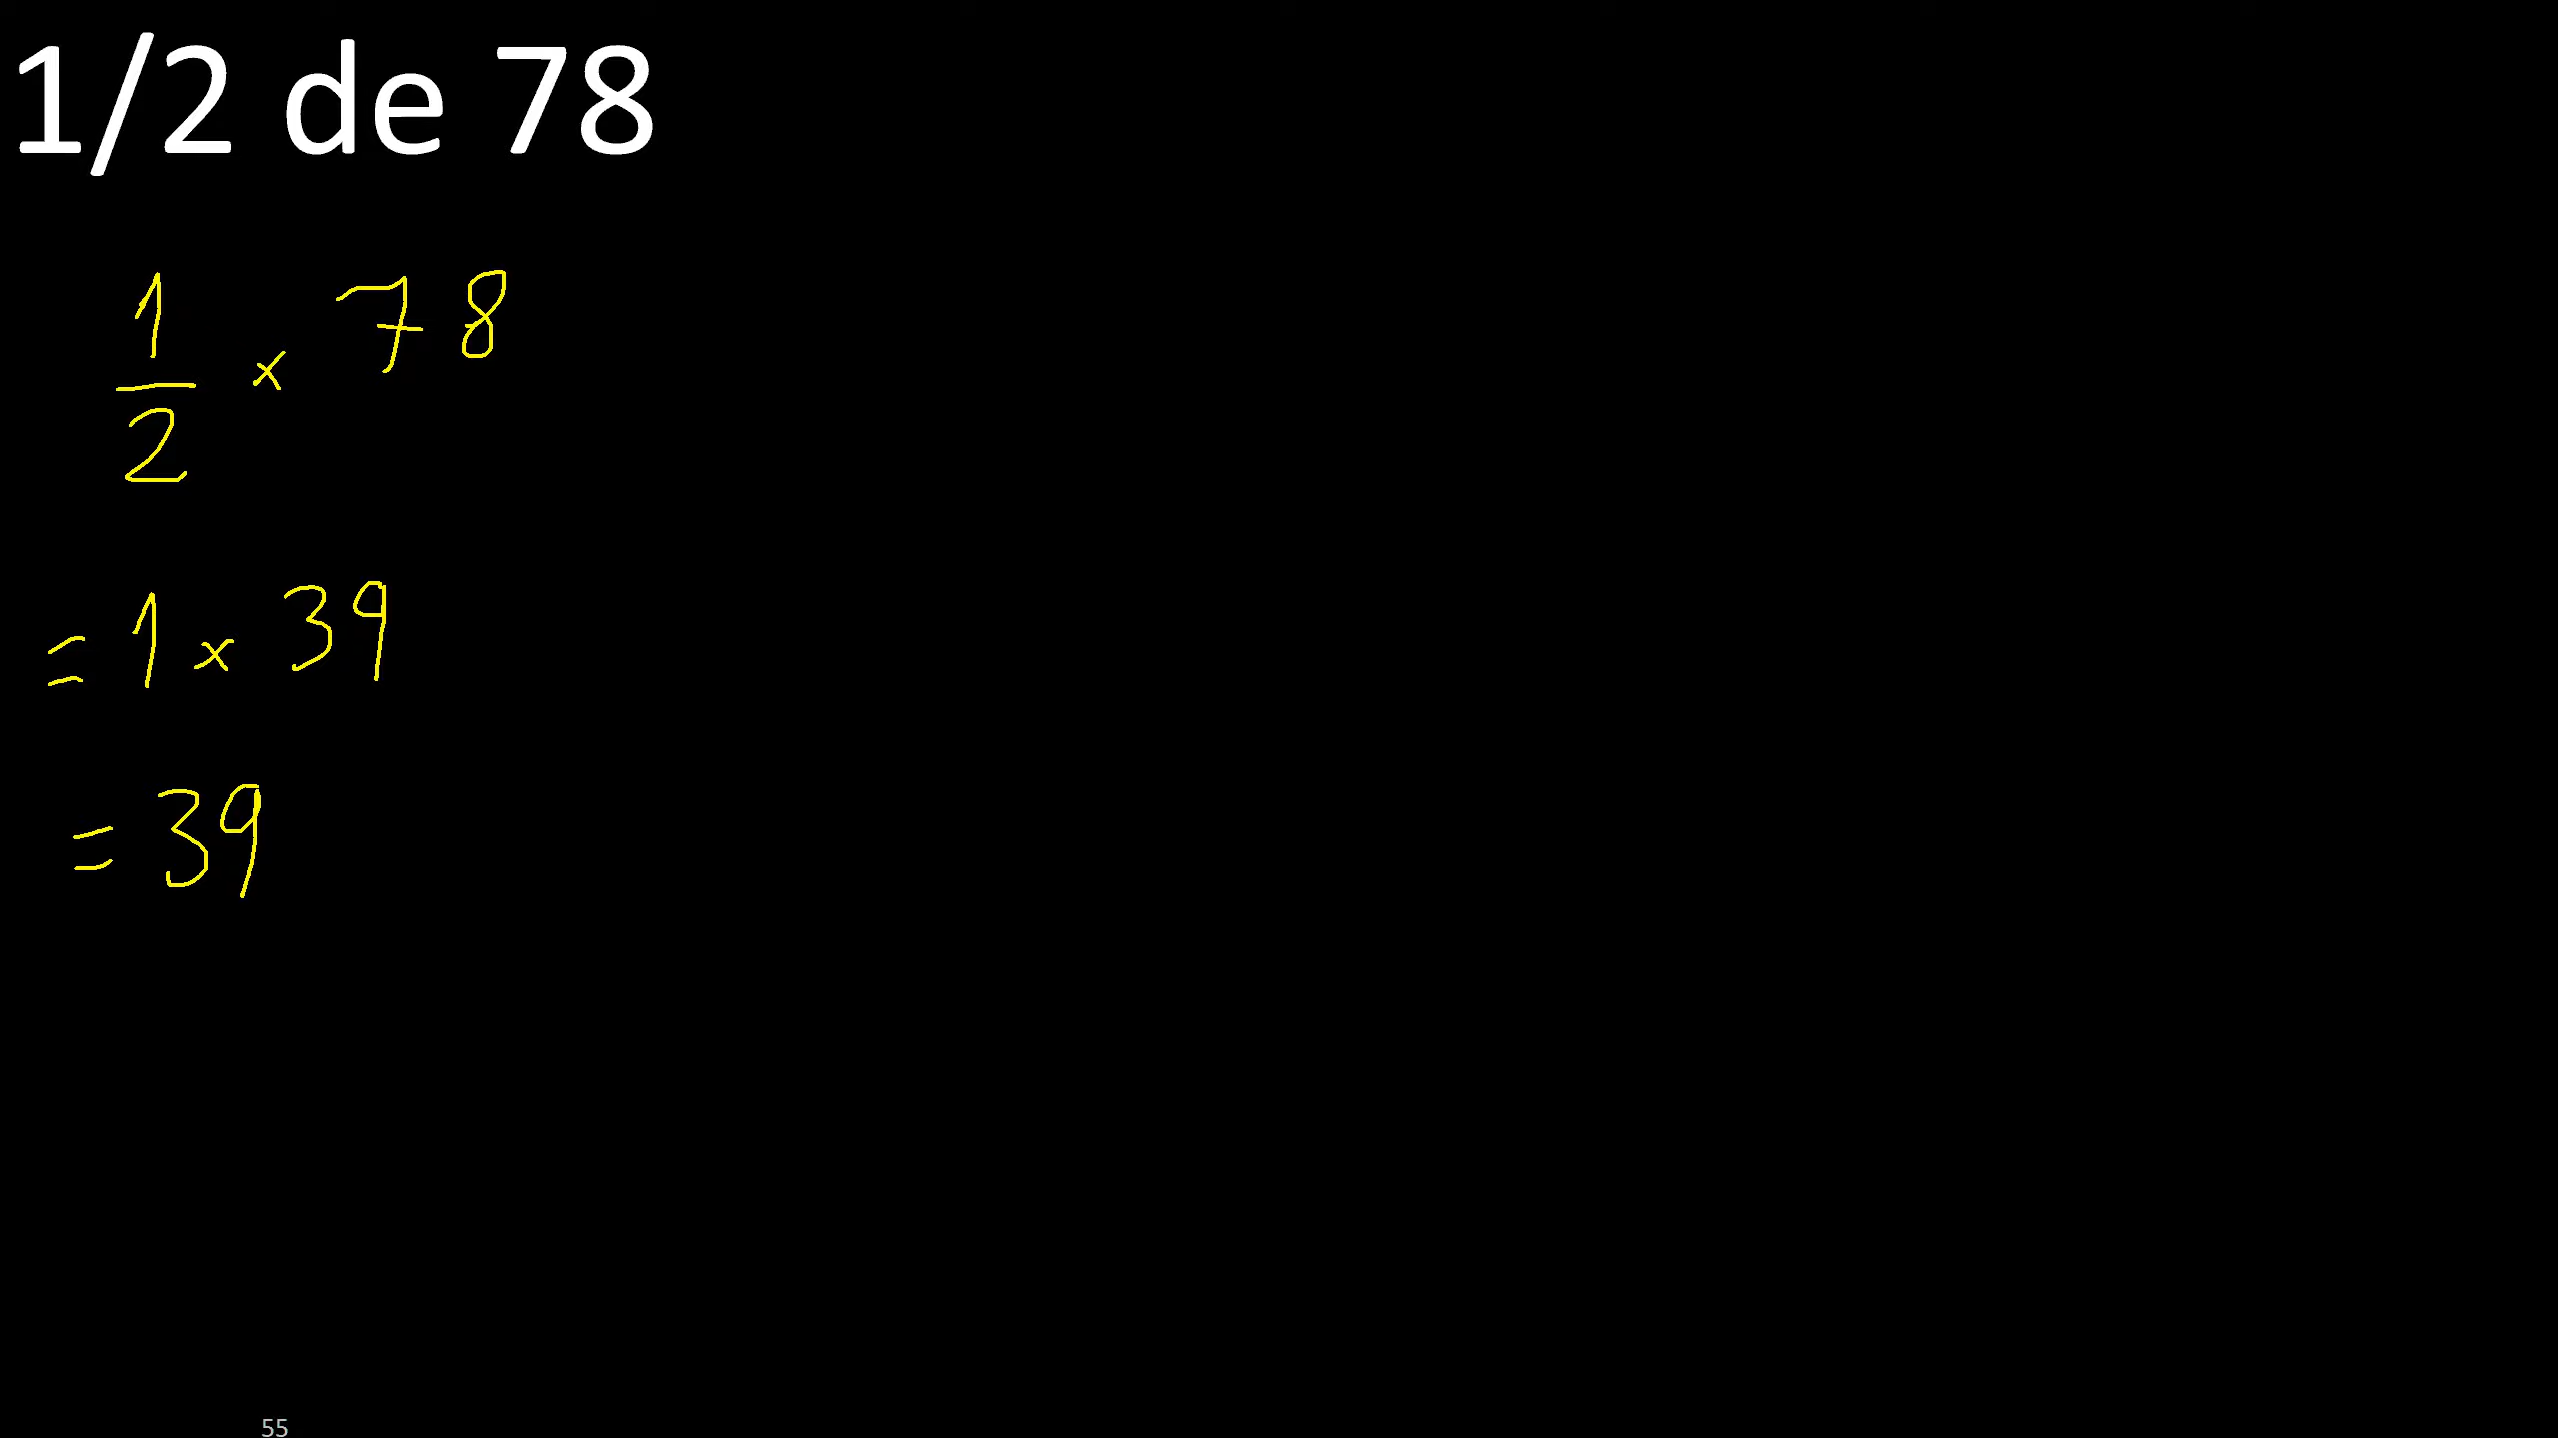 1/2 de 78
1/2 × 78
= 1 × 39
= 39
55